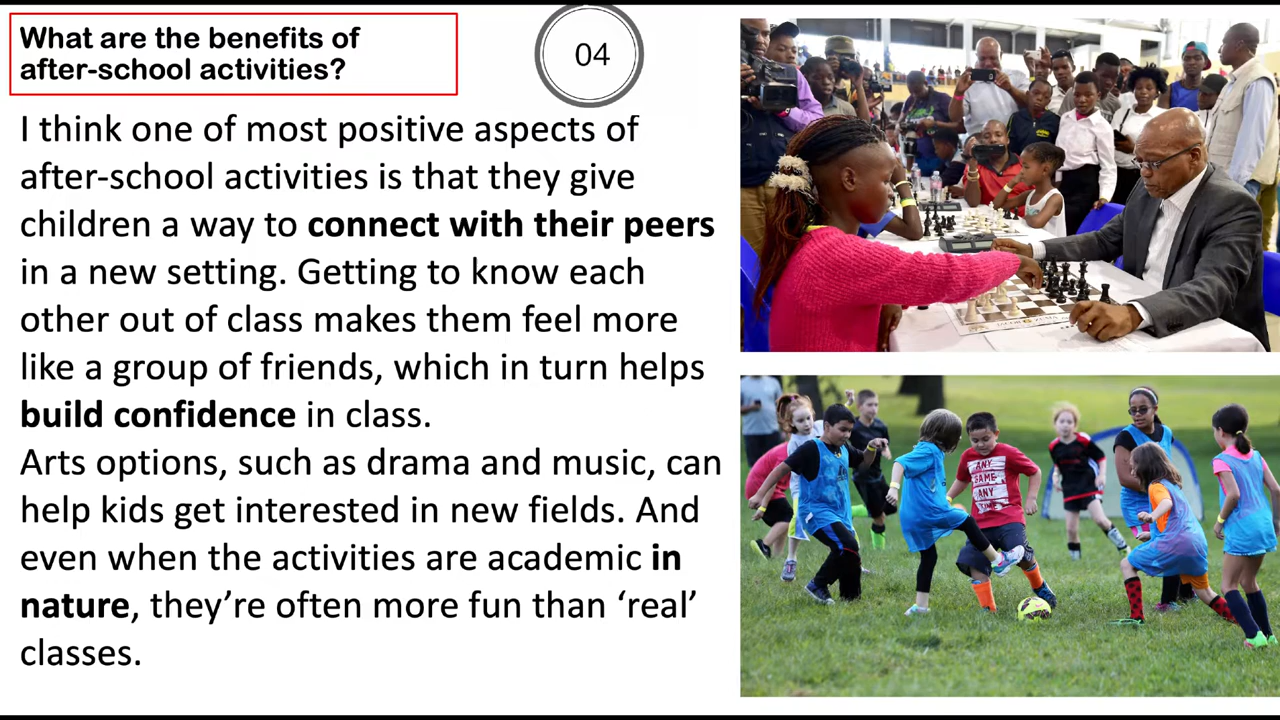 What are the benefits of
after-school activities?
04
I think one of most positive aspects of
after-school activities is that they give
children a way to connect with their peers
in a new setting. Getting to know each
other out of class makes them feel more
like a group of friends, which in turn helps
build confidence in class.
Arts options, such as drama and music, can
help kids get interested in new fields. And
even when the activities are academic in
nature, they’re often more fun than ‘real’
classes.
ANY
GAME
ANY
TIME